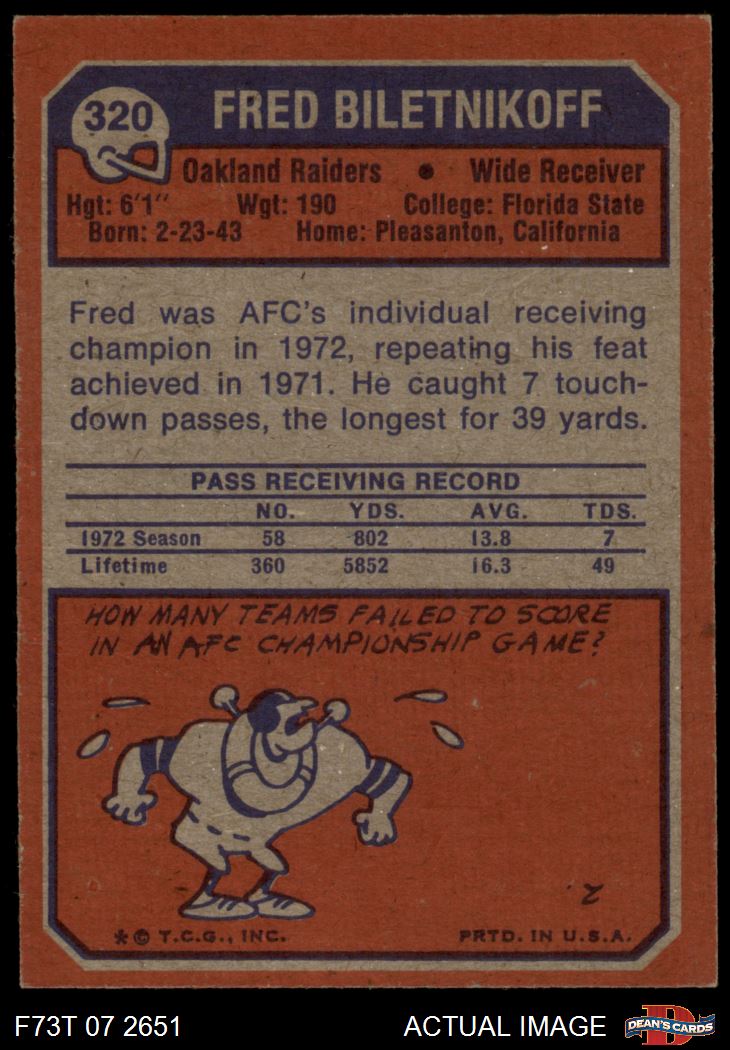 320
FRED BILETNIKOFF
Oakland Raiders • Wide Receiver
Hgt: 6'1" Wgt: 190 College: Florida State
Born: 2-23-43 Home: Pleasanton, California
Fred was AFC's individual receiving
champion in 1972, repeating his feat
achieved in 1971. He caught 7 touch-
down passes, the longest for 39 yards.
PASS RECEIVING RECORD
NO. YDS. AVG. TDS.
1972 Season 58 802 13.8 7
Lifetime 360 5852 16.3 49
HOW MANY TEAMS FAILED TO SCORE
IN AN AFC CHAMPIONSHIP GAME?
2
* © T.C.G., INC. PRTD. IN U.S.A.
F73T 07 2651 ACTUAL IMAGE
D
DEAN'S CARDS